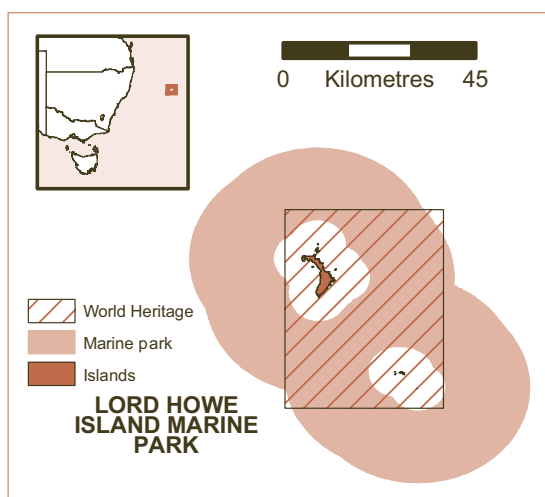 0 Kilometres 45
World Heritage
Marine park
Islands
LORD HOWE
ISLAND MARINE
PARK